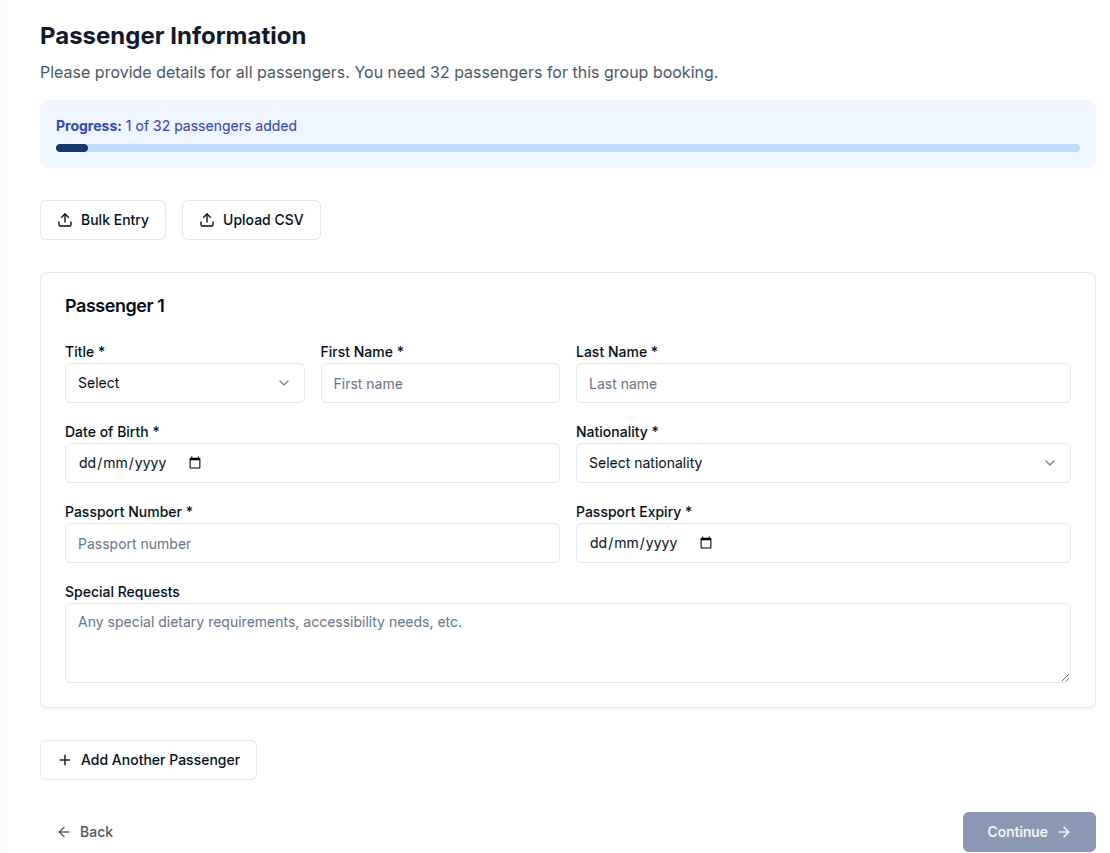 Passenger Information
Please provide details for all passengers. You need 32 passengers for this group booking.
Progress: 1 of 32 passengers added
Bulk Entry Upload CSV
Passenger 1
Title * First Name * Last Name *
Select First name Last name
Date of Birth * Nationality *
dd/mm/yyyy Select nationality
Passport Number * Passport Expiry *
Passport number dd/mm/yyyy
Special Requests
Any special dietary requirements, accessibility needs, etc.
Add Another Passenger
Back Continue